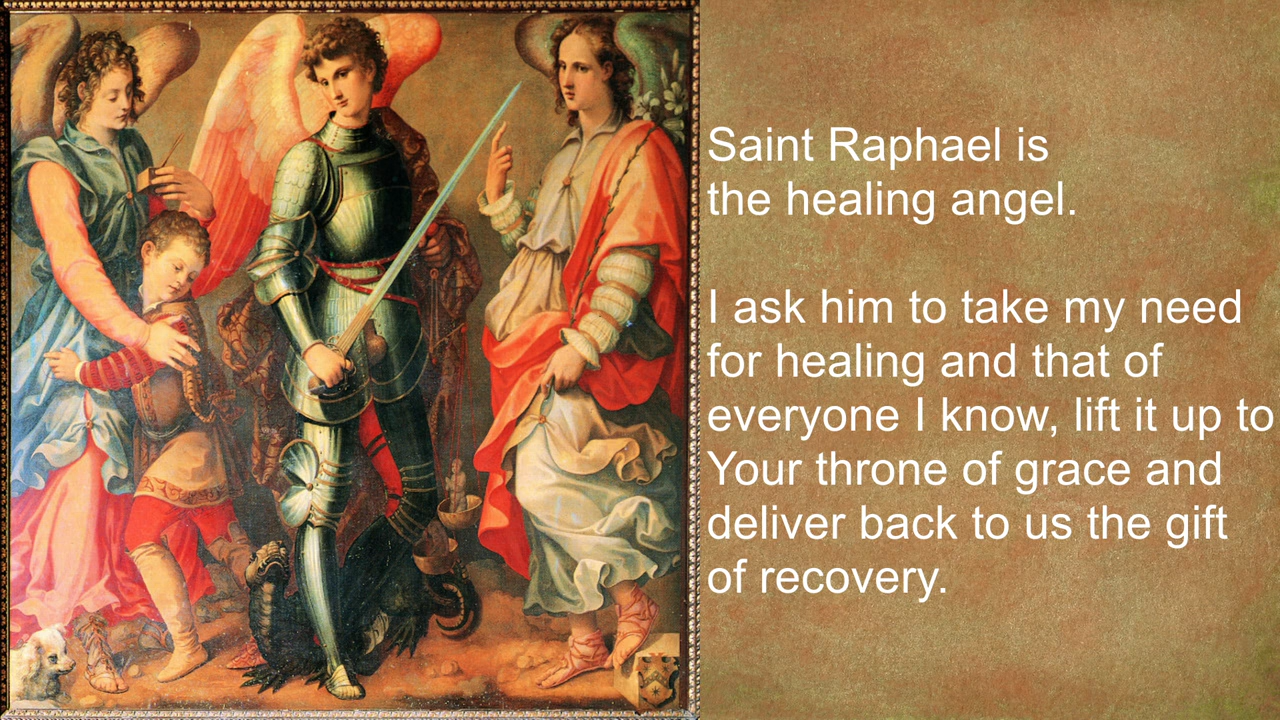 Saint Raphael is
the healing angel.
I ask him to take my need
for healing and that of
everyone I know, lift it up to
Your throne of grace and
deliver back to us the gift
of recovery.